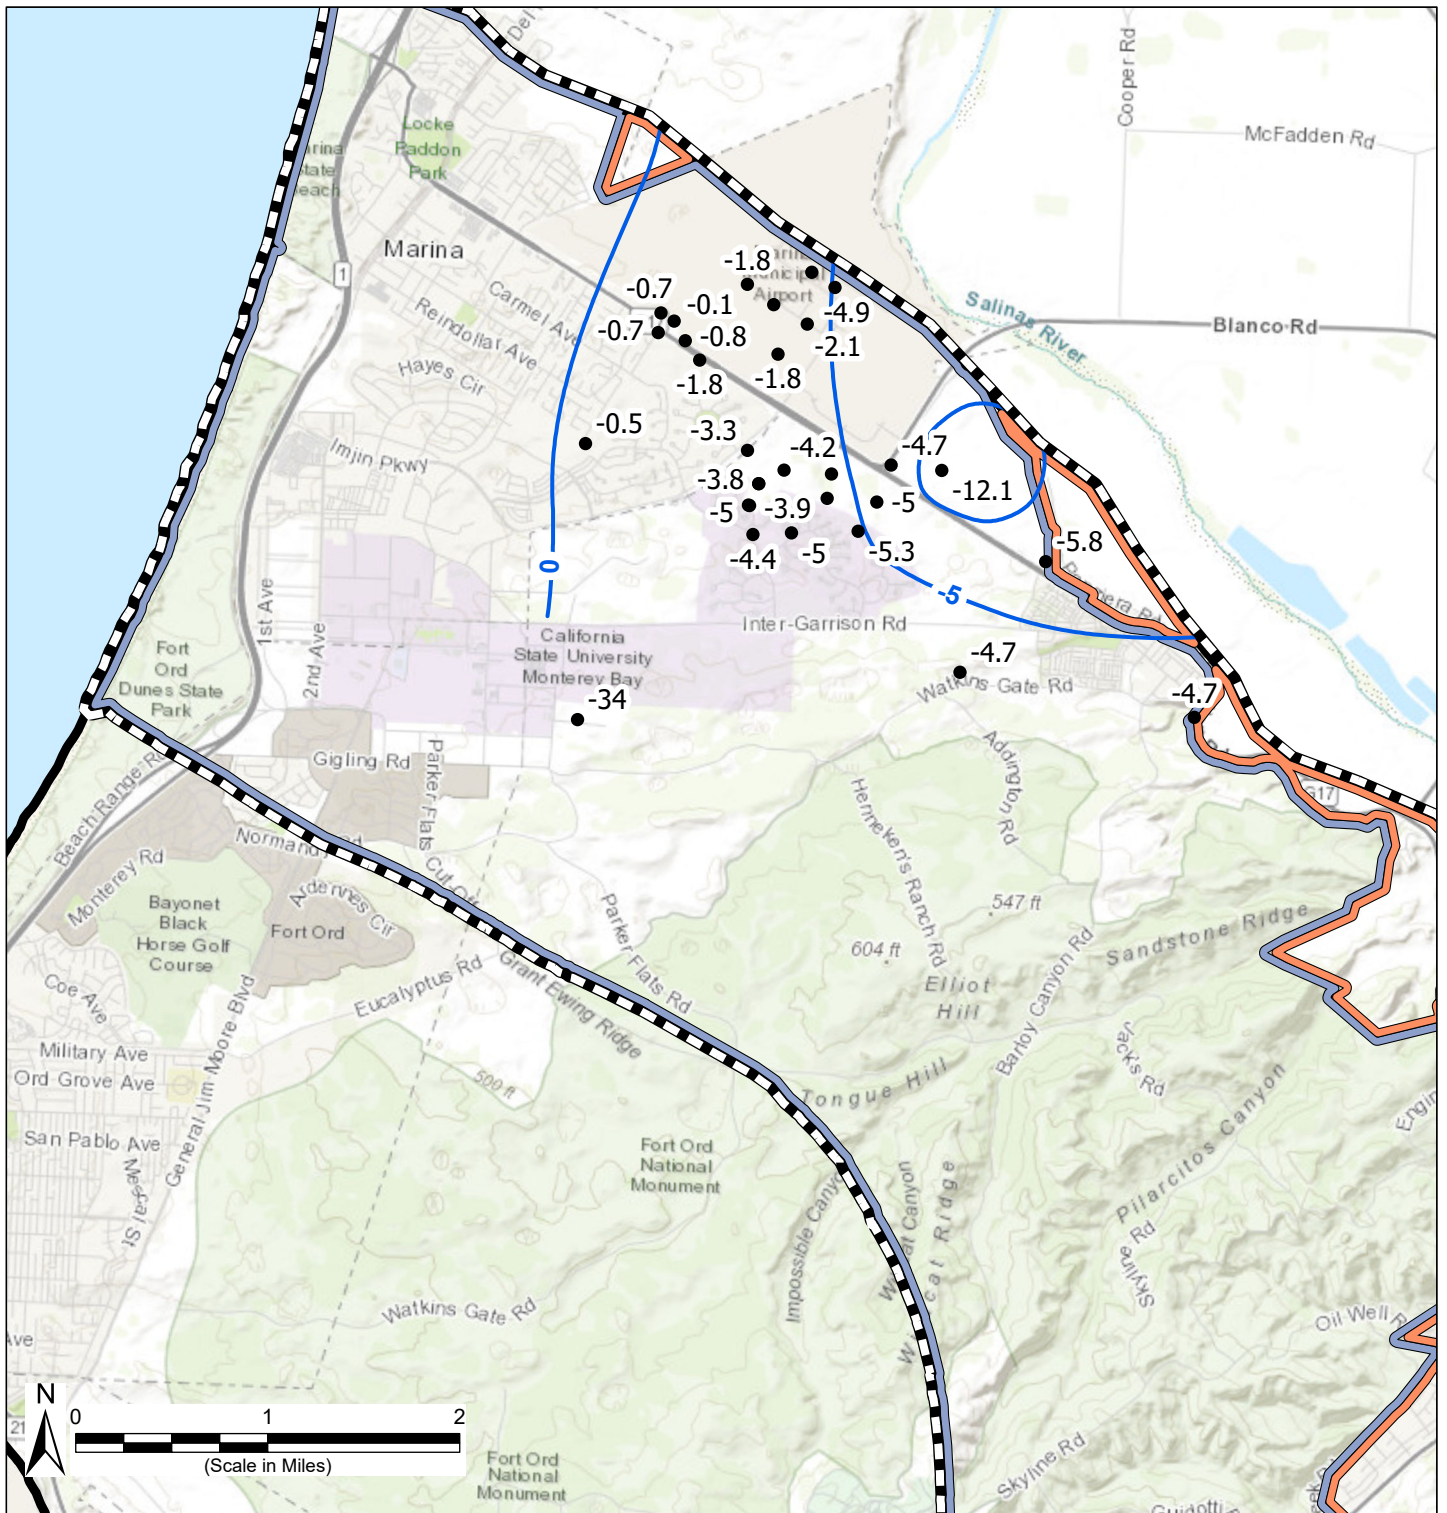 Cooper Rd
McFadden Rd
Locke
Paddon
Park
Marina
1
Carmel Ave
Reindollar Ave
Hayes Cir
Imjin Pkwy
Airport
Salinas River
Blanco Rd
-1.8
-0.7
-0.1
-4.9
-0.7
-0.8
-2.1
-1.8
-1.8
-0.5
-3.3
-4.2
-4.7
-3.8
-12.1
-5
-3.9
-5
-4.4
-5
-5.3
-5.8
0
-5
1st Ave
2nd Ave
Inter-Garrison Rd
California
State University
Monterey Bay
Fort
Ord
Dunes State
Park
-4.7
Watkins Gate Rd
-4.7
-34
Gigling Rd
Parker Flats Cut Off
Addington Rd
G17
Beach Range Rd
Normandy Rd
Monterey Rd
Ardennes Cir
Henneken's Ranch Rd
547 ft
Bayonet
Black
Horse Golf
Course
Fort Ord
Parker Flats Rd
604 ft
Sandstone Ridge
Elliot
Hill
Barloy Canyon Rd
Coe Ave
Eucalyptus Rd
Grant Ewing Ridge
General Jim Moore Blvd
Military Ave
Ord Grove Ave
500 ft
Jack's Rd
Tongue Hill
San Pablo Ave
Mescal St
Fort Ord
National
Monument
Pilarcitos Canyon
Skyline Rd
Watkins Gate Rd
Oil Well
N
0
1
2
(Scale in Miles)
21
Fort Ord
National
Monument
Skyline Rd